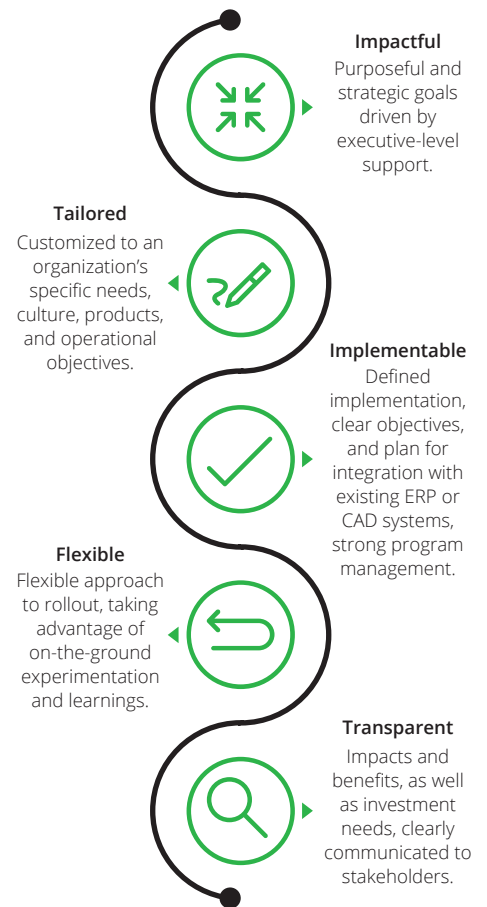 Impactful
Purposeful and
strategic goals
driven by
executive-level
support.
Tailored
Customized to an
organization’s
specific needs,
culture, products,
and operational
objectives.
Implementable
Defined
implementation,
clear objectives,
and plan for
integration with
existing ERP or
CAD systems,
strong program
management.
Flexible
Flexible approach
to rollout, taking
advantage of
on-the-ground
experimentation
and learnings.
Transparent
Impacts and
benefits, as well
as investment
needs, clearly
communicated to
stakeholders.